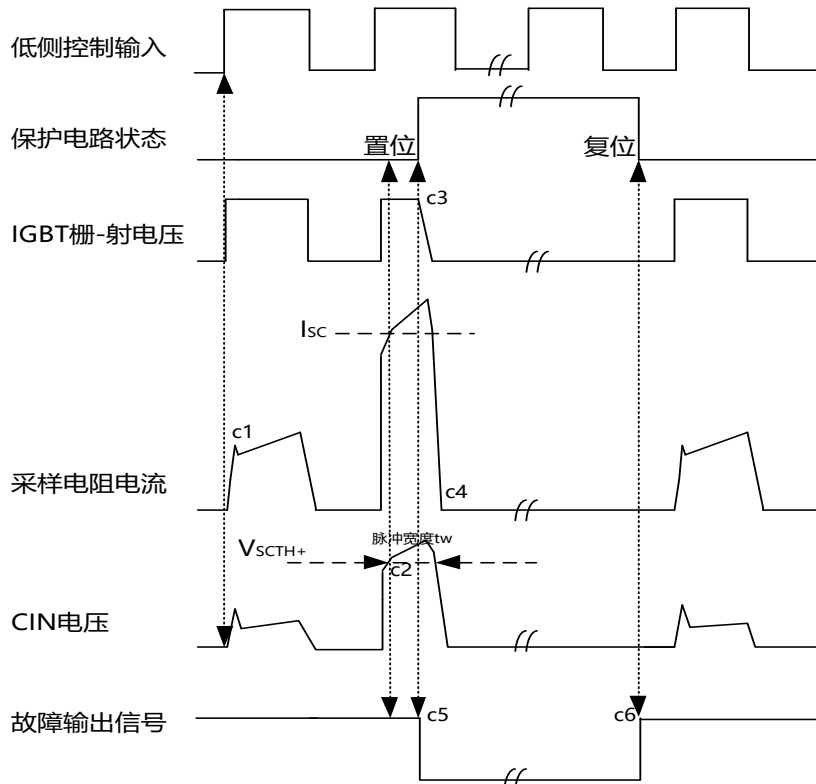 低侧控制输入
保护电路状态
置位
复位
c3
IGBT栅-射电压
ISC
c1
采样电阻电流
c4
脉冲宽度tw
VSCTH+
c2
CIN电压
故障输出信号
c5
c6